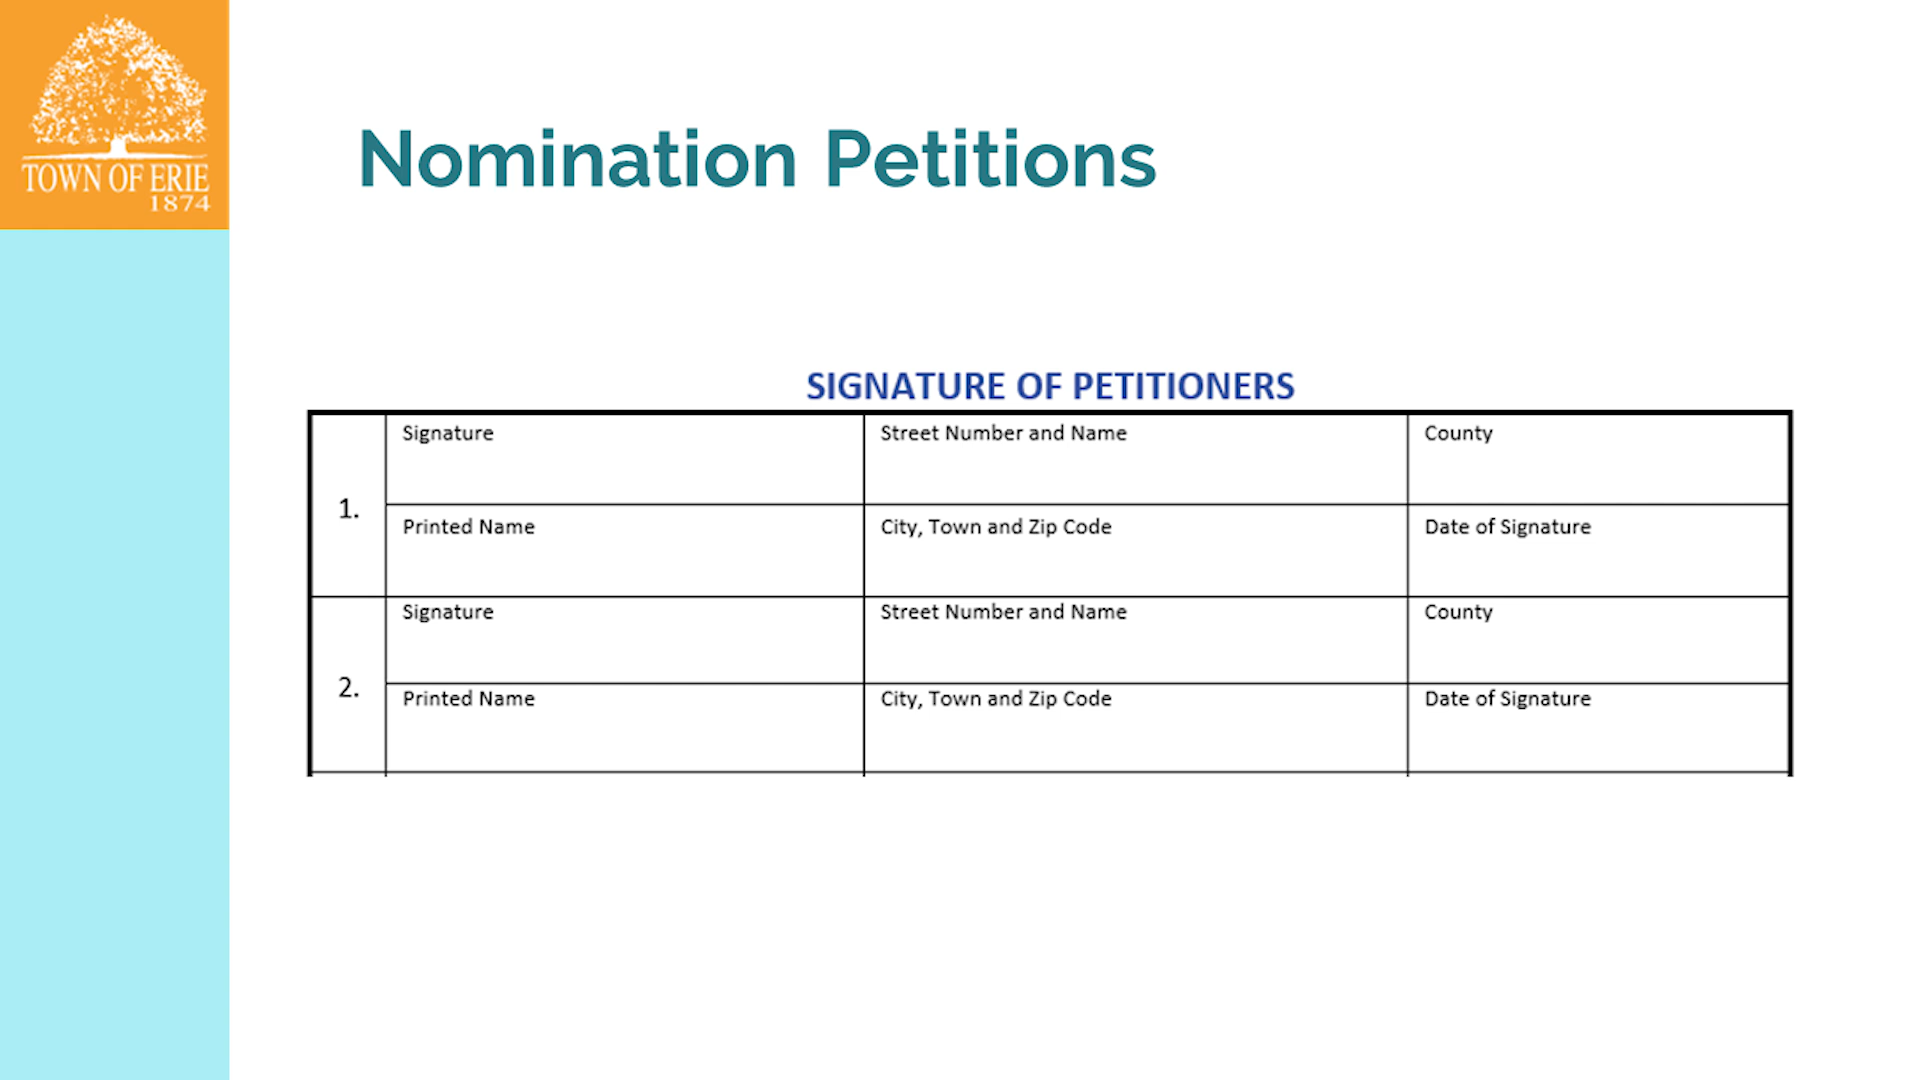 TOWN OF ERIE
1874
Nomination Petitions
SIGNATURE OF PETITIONERS
1.
Signature
Street Number and Name
County
Printed Name
City, Town and Zip Code
Date of Signature
2.
Signature
Street Number and Name
County
Printed Name
City, Town and Zip Code
Date of Signature